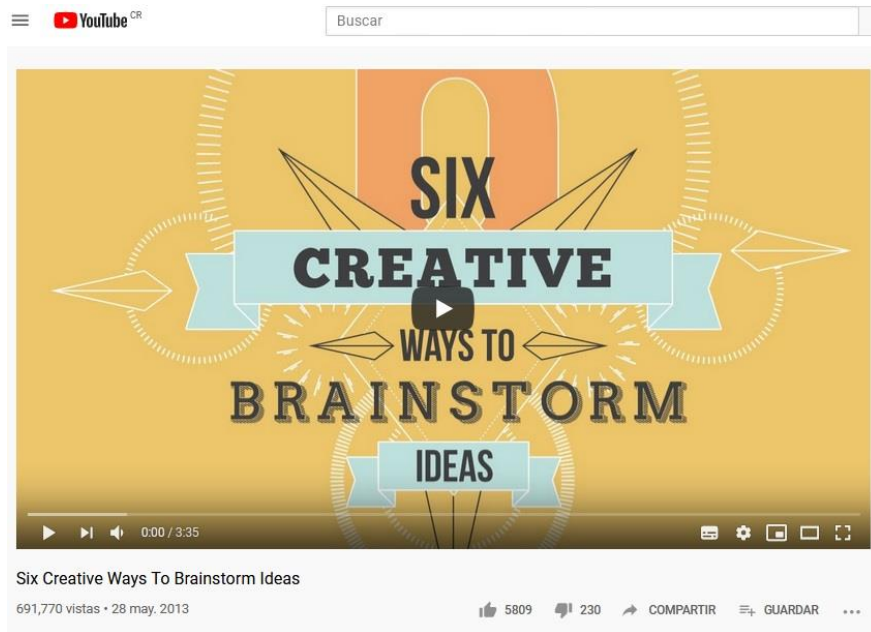 YouTube CR
Buscar
SIX
CREATIVE
WAYS TO
BRAINSTORM
IDEAS
0:00 / 3:35
Six Creative Ways To Brainstorm Ideas
691,770 vistas • 28 may. 2013
5809 230 COMPARTIR GUARDAR